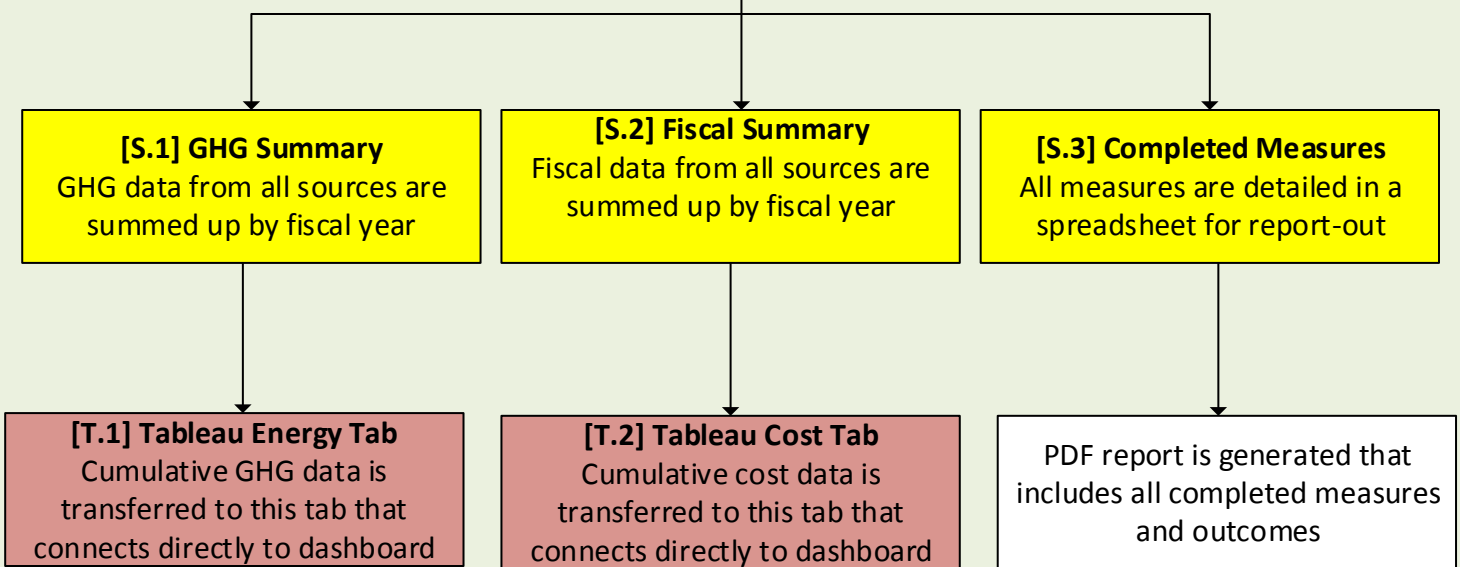 [S.1] GHG Summary
GHG data from all sources are
summed up by fiscal year
[S.2] Fiscal Summary
Fiscal data from all sources are
summed up by fiscal year
[S.3] Completed Measures
All measures are detailed in a
spreadsheet for report-out
[T.1] Tableau Energy Tab
Cumulative GHG data is
transferred to this tab that
connects directly to dashboard
[T.2] Tableau Cost Tab
Cumulative cost data is
transferred to this tab that
connects directly to dashboard
PDF report is generated that
includes all completed measures
and outcomes